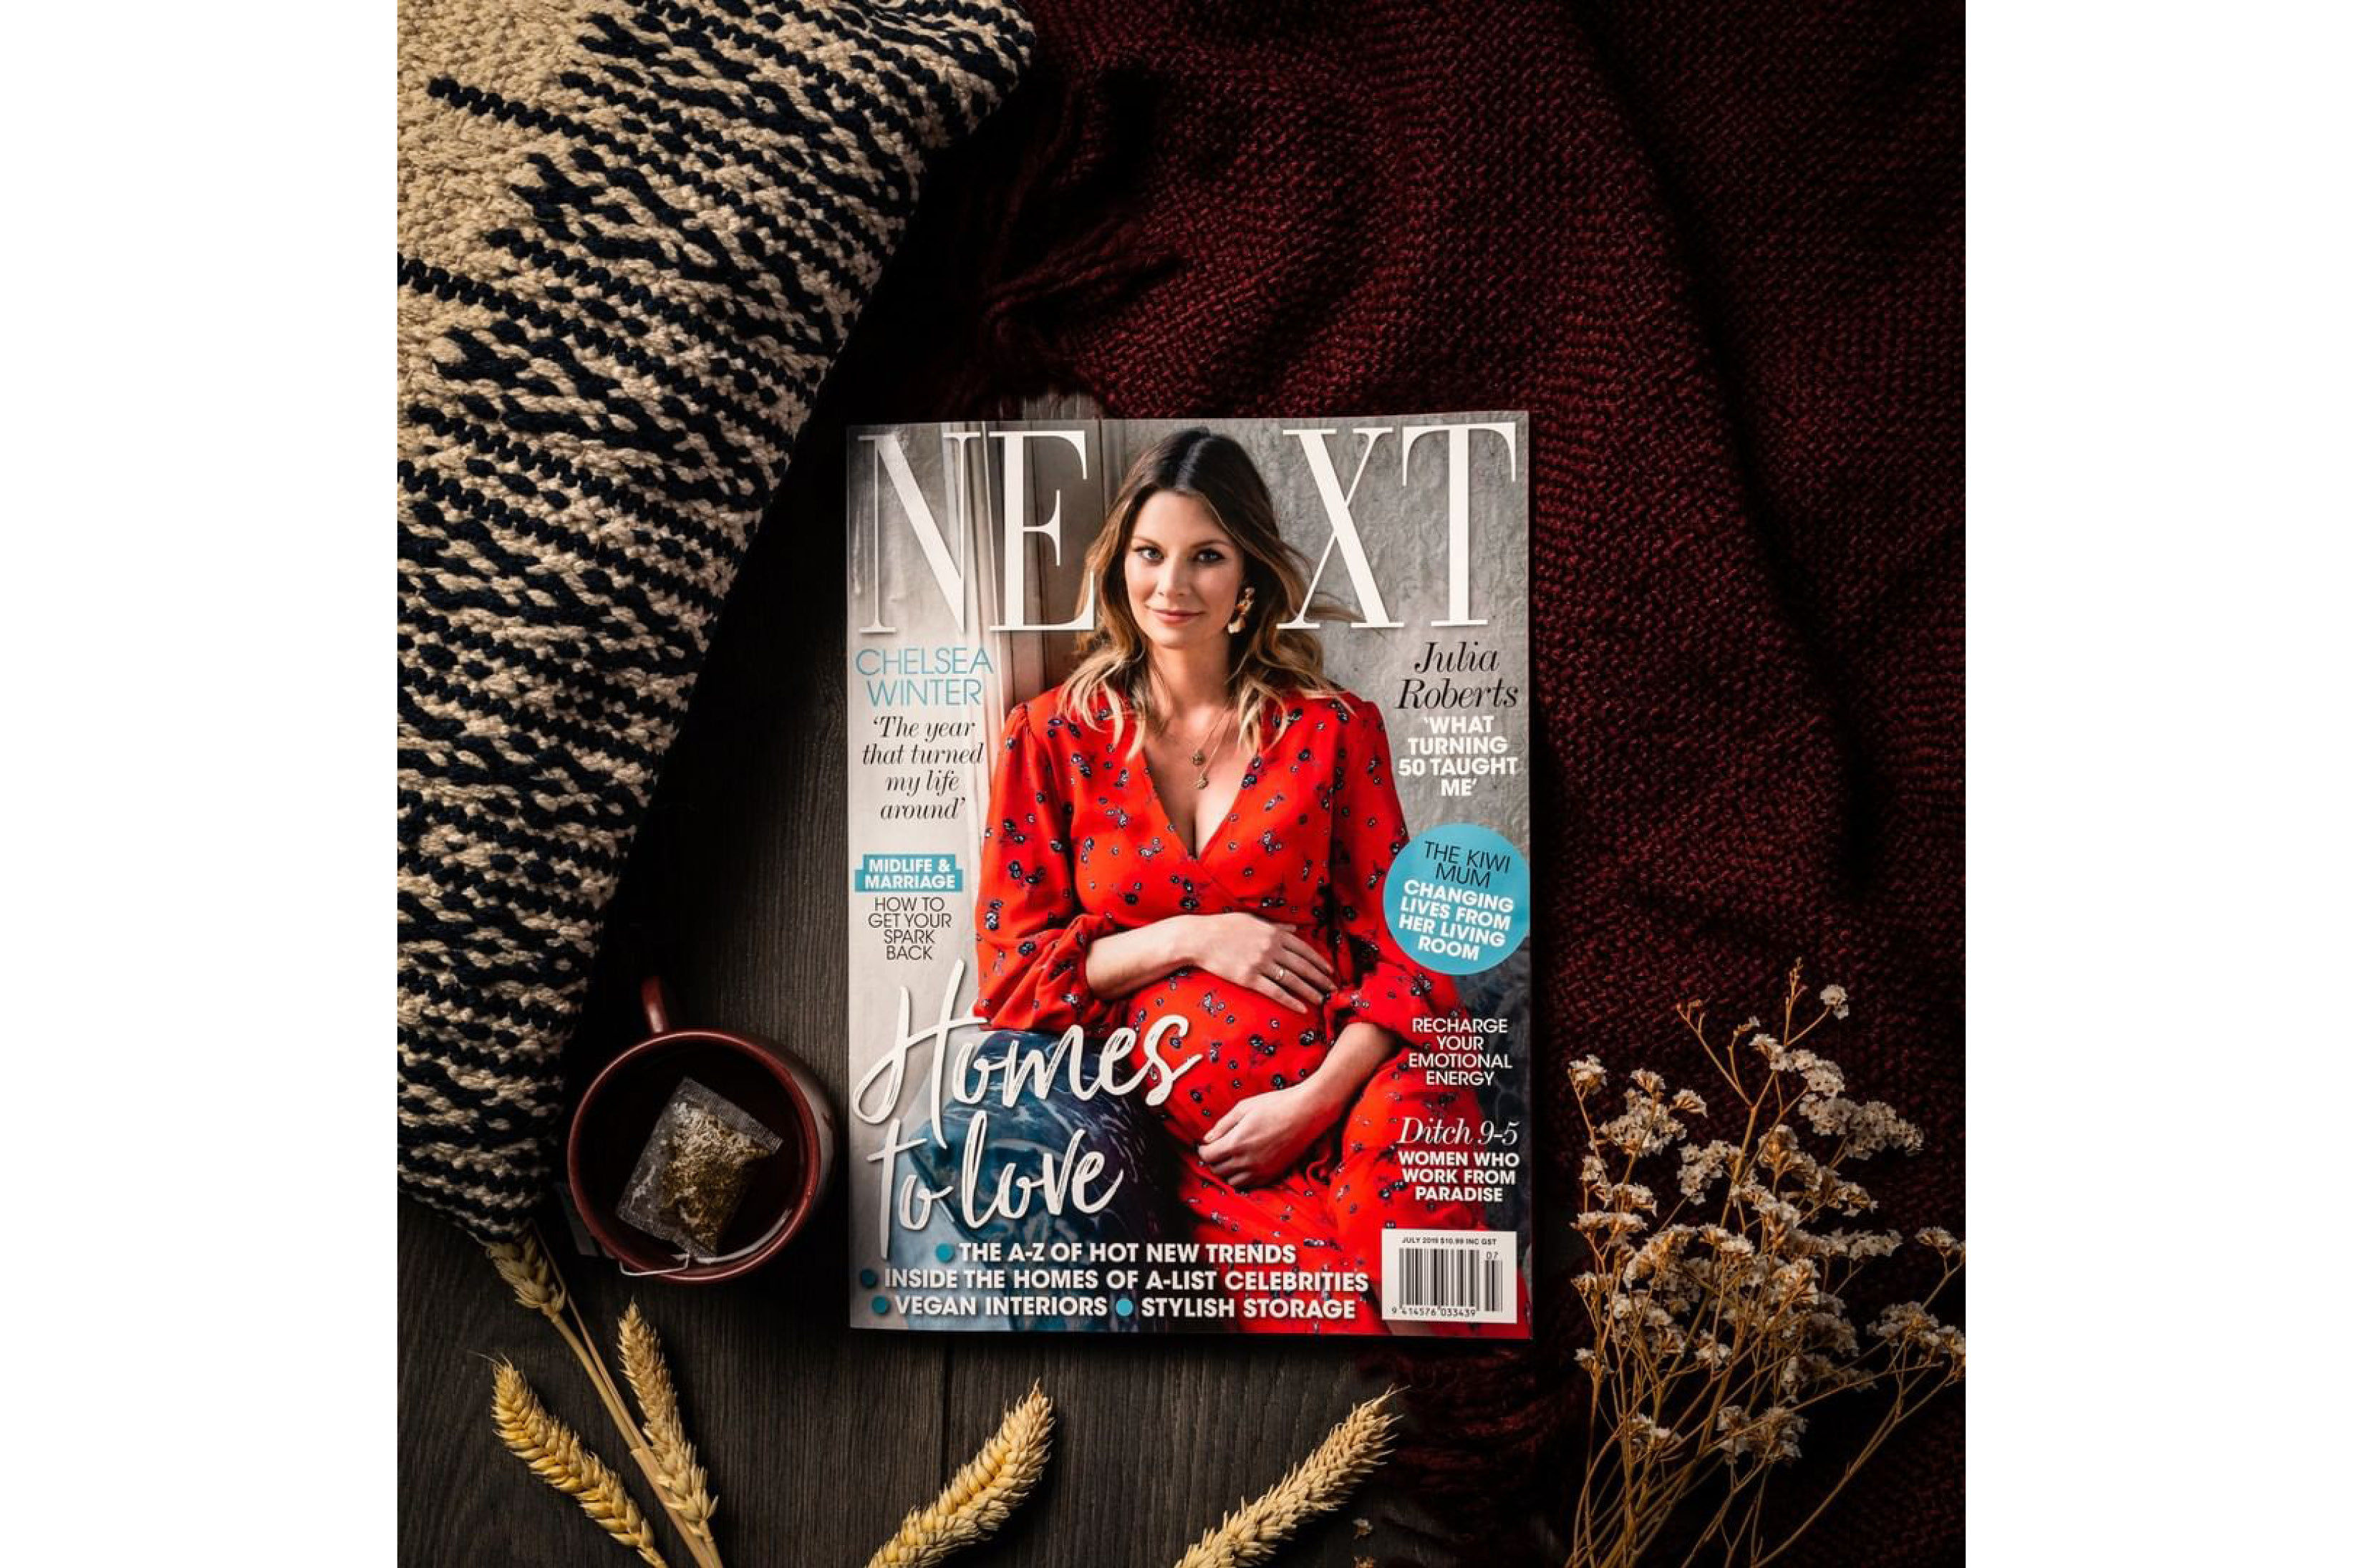 NEXT
CHELSEA
WINTER
‘The year
that turned
my life
around’
MIDLIFE &
MARRIAGE
HOW TO
GET YOUR
SPARK
BACK
Julia
Roberts
‘WHAT
TURNING
50 TAUGHT
ME’
THE KIWI
MUM
CHANGING
LIVES FROM
HER LIVING
ROOM
RECHARGE
YOUR
EMOTIONAL
ENERGY
Ditch 9-5
WOMEN WHO
WORK FROM
PARADISE
Homes
to love
THE A-Z OF HOT NEW TRENDS
INSIDE THE HOMES OF A-LIST CELEBRITIES
VEGAN INTERIORS ● STYLISH STORAGE
JULY 2019 $10.99 INC GST
07
9 414576 033439